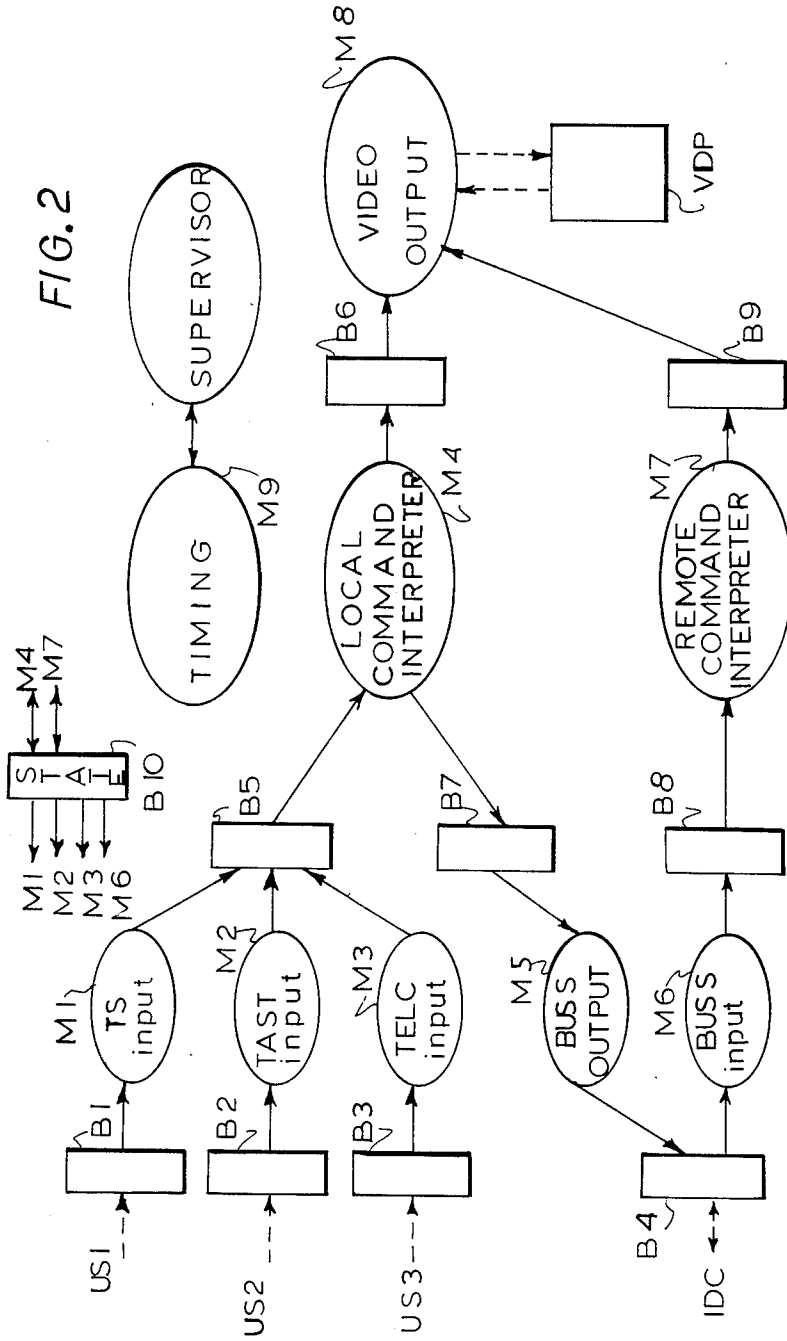 FIG. 2
M1
M2
M3
M6
STATE
M4
M7
B10
TIMING
M9
SUPERVISOR
US1
B1
M1
TS
input
US2
B2
M2
TAST
input
US3
B3
M3
TELC
input
B5
LOCAL
COMMAND
INTERPRETER
M4
B6
VIDEO
OUTPUT
M8
VDP
B7
M5
BUSS
OUTPUT
IDC
B4
M6
BUSS
input
B8
REMOTE
COMMAND
INTERPRETER
M7
B9